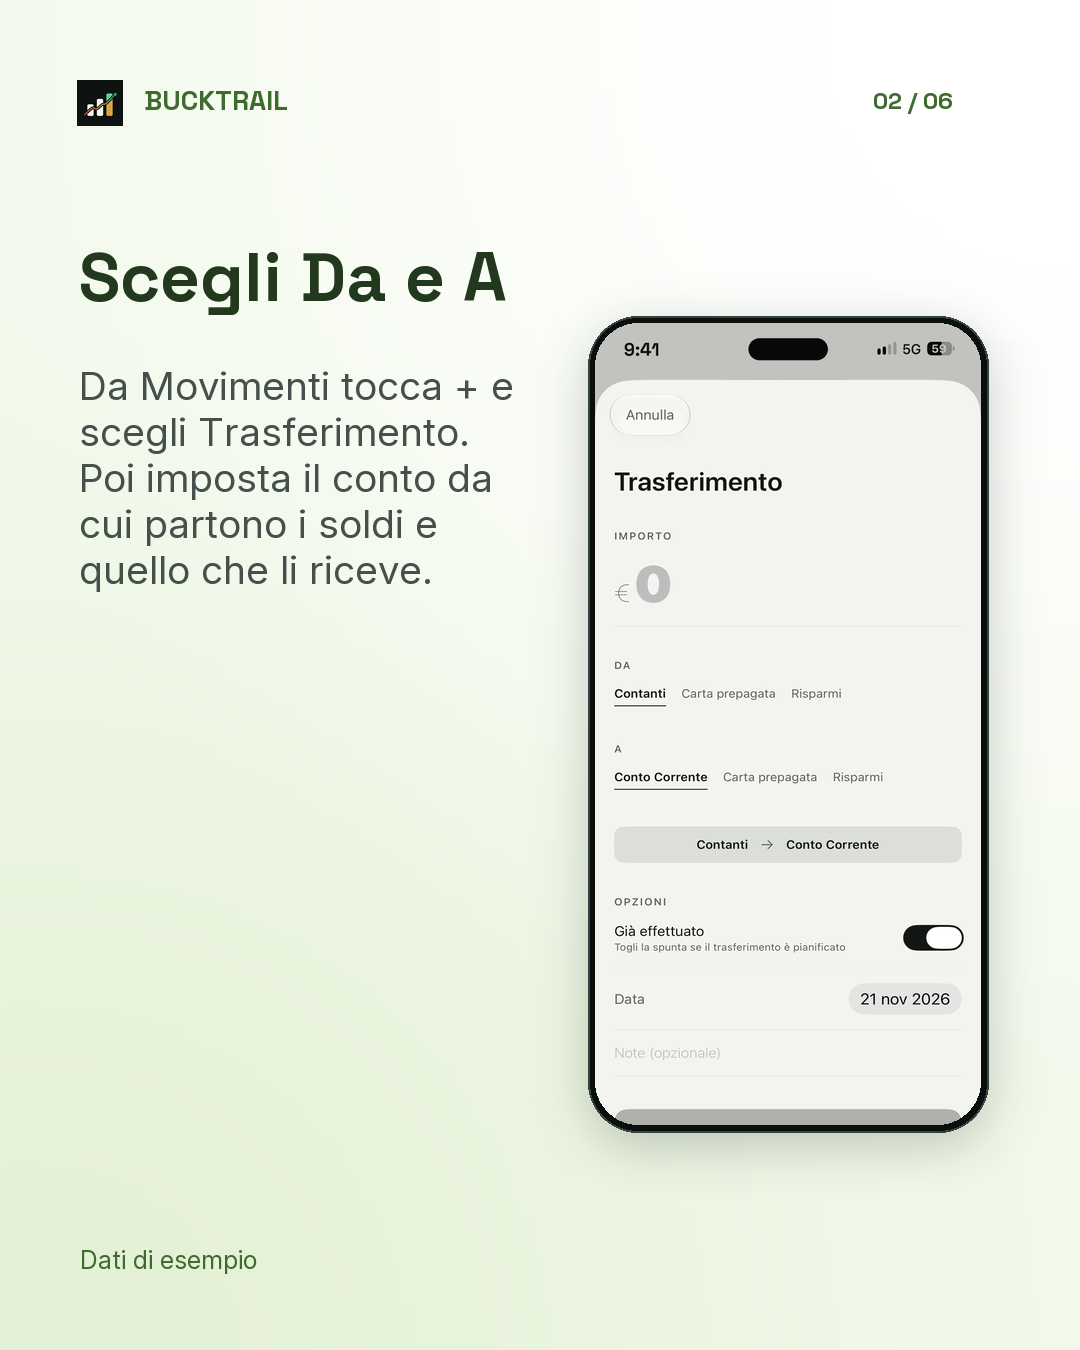 BUCKTRAIL
02 / 06
Scegli Da e A
Da Movimenti tocca + e
scegli Trasferimento.
Poi imposta il conto da
cui partono i soldi e
quello che li riceve.
9:41
5G 59
Annulla
Trasferimento
IMPORTO
€ 0
DA
Contanti Carta prepagata Risparmi
A
Conto Corrente Carta prepagata Risparmi
Contanti → Conto Corrente
OPZIONI
Già effettuato
Togli la spunta se il trasferimento è pianificato
Data 21 nov 2026
Note (opzionale)
Dati di esempio